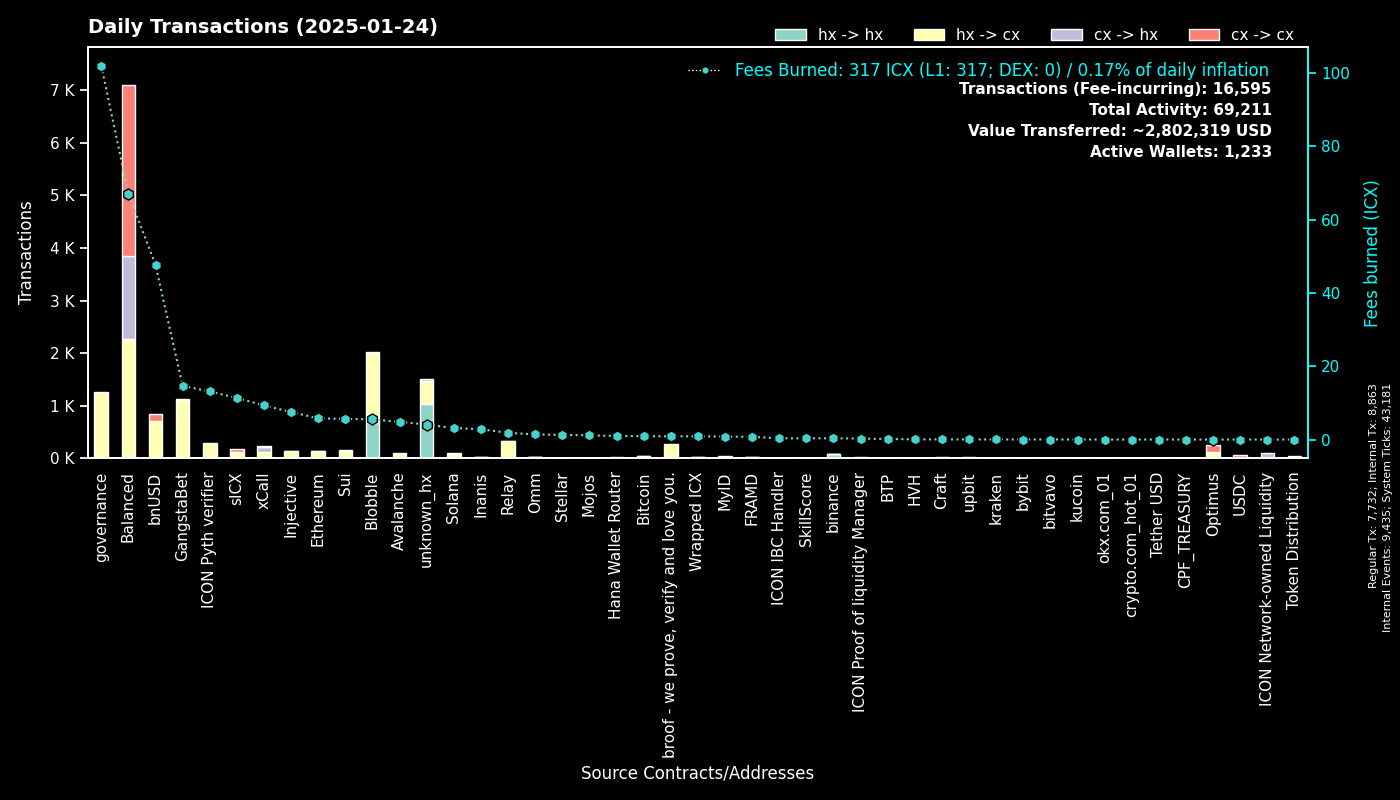 Daily Transactions (2025-01-24)
hx -> hx
hx -> cx
cx -> hx
cx -> cx
Fees Burned: 317 ICX (L1: 317; DEX: 0) / 0.17% of daily inflation
Transactions (Fee-incurring): 16,595
Total Activity: 69,211
Value Transferred: ~2,802,319 USD
Active Wallets: 1,233
Transactions
7 K
6 K
5 K
4 K
3 K
2 K
1 K
0 K
100
80
60
40
20
0
Fees burned (ICX)
Regular Tx: 7,732; Internal Tx: 8,863
Internal Events: 9,435; System Ticks: 43,181
governance
Balanced
bnUSD
GangstaBet
ICON Pyth verifier
sICX
xCall
Injective
Ethereum
Sui
Blobble
Avalanche
unknown_hx
Solana
Inanis
Relay
Omm
Stellar
Mojos
Hana Wallet Router
Bitcoin
broof - we prove, verify and love you.
Wrapped ICX
MyID
FRAMD
ICON IBC Handler
SkillScore
binance
ICON Proof of liquidity Manager
BTP
HVH
Craft
upbit
kraken
bybit
bitvavo
kucoin
okx.com_01
crypto.com_hot_01
Tether USD
CPF_TREASURY
Optimus
USDC
ICON Network-owned Liquidity
Token Distribution
Source Contracts/Addresses